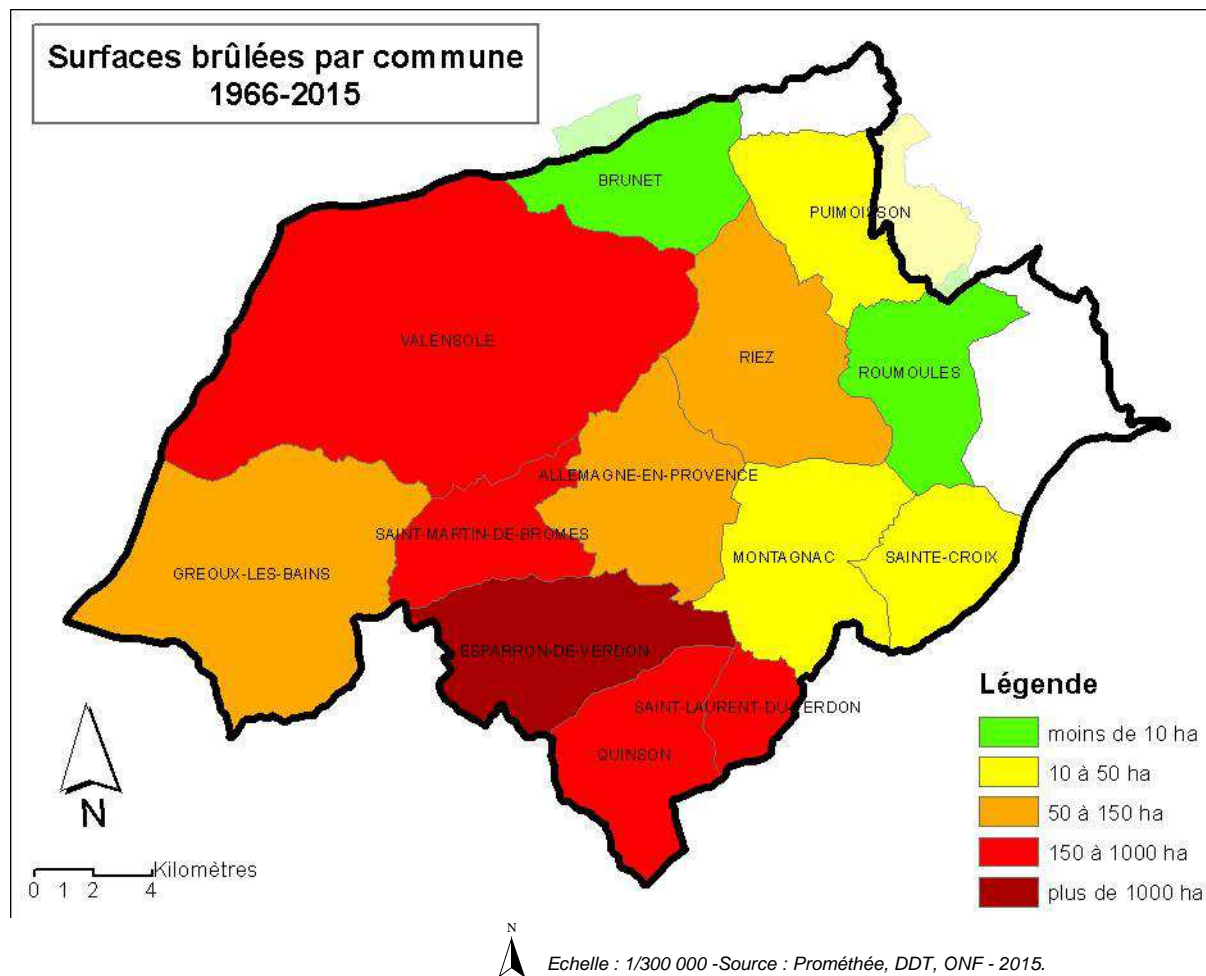 Surfaces brûlées par commune
1966-2015
BRUNET
PUIMOISSON
VALENSOLE
RIEZ
ROUMOULES
ALLEMAGNE-EN-PROVENCE
SAINT-MARTIN-DE-BROMES
GREOUX-LES-BAINS
MONTAGNAC
SAINTE-CROIX
ESPARRON-DE-VERDON
SAINT-LAURENT-DU-VERDON
QUINSON
Légende
moins de 10 ha
10 à 50 ha
50 à 150 ha
150 à 1000 ha
plus de 1000 ha
N
Kilomètres
0 1 2 4
N
Echelle : 1/300 000 -Source : Prométhée, DDT, ONF - 2015.